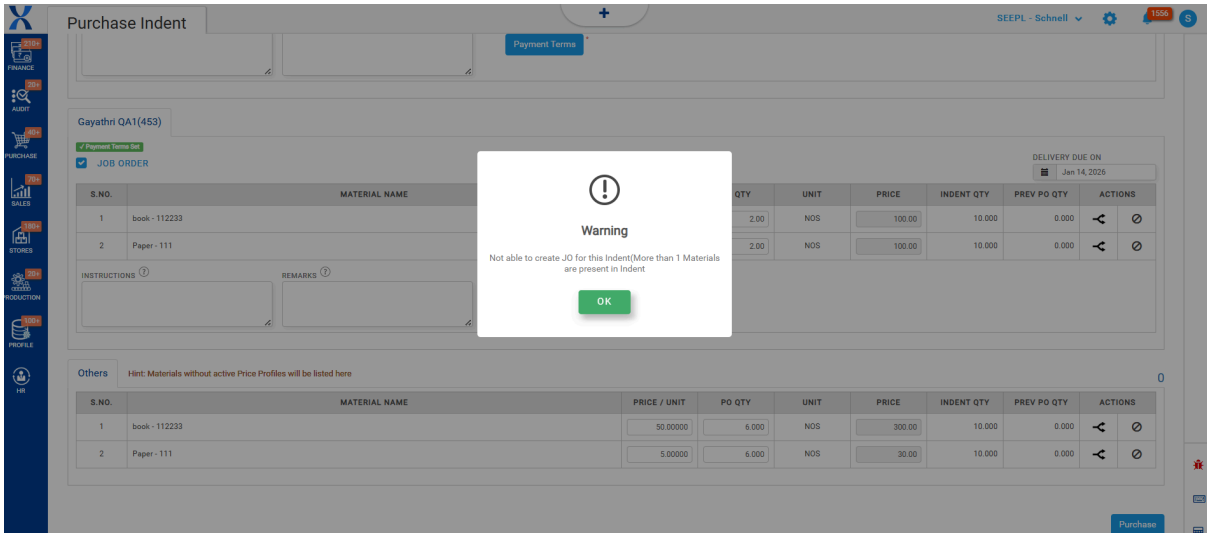 Purchase Indent
+
SEEPL - Schnell
1556
S
210+
FINANCE
20+
AUDIT
40+
PURCHASE
70+
SALES
180+
STORES
20+
PRODUCTION
100+
PROFILE
HR
Payment Terms *
Gayathri QA1(453)
✓ Payment Terms Set
JOB ORDER
DELIVERY DUE ON
Jan 14, 2026
S.NO. MATERIAL NAME QTY UNIT PRICE INDENT QTY PREV PO QTY ACTIONS
1 book - 112233 2.00 NOS 100.00 10.000 0.000
2 Paper - 111 2.00 NOS 100.00 10.000 0.000
INSTRUCTIONS ? REMARKS ?
Warning
Not able to create JO for this Indent(More than 1 Materials
are present in Indent
OK
Others Hint: Materials without active Price Profiles will be listed here 0
S.NO. MATERIAL NAME PRICE / UNIT PO QTY UNIT PRICE INDENT QTY PREV PO QTY ACTIONS
1 book - 112233 50.00000 6.000 NOS 300.00 10.000 0.000
2 Paper - 111 5.00000 6.000 NOS 30.00 10.000 0.000
Purchase